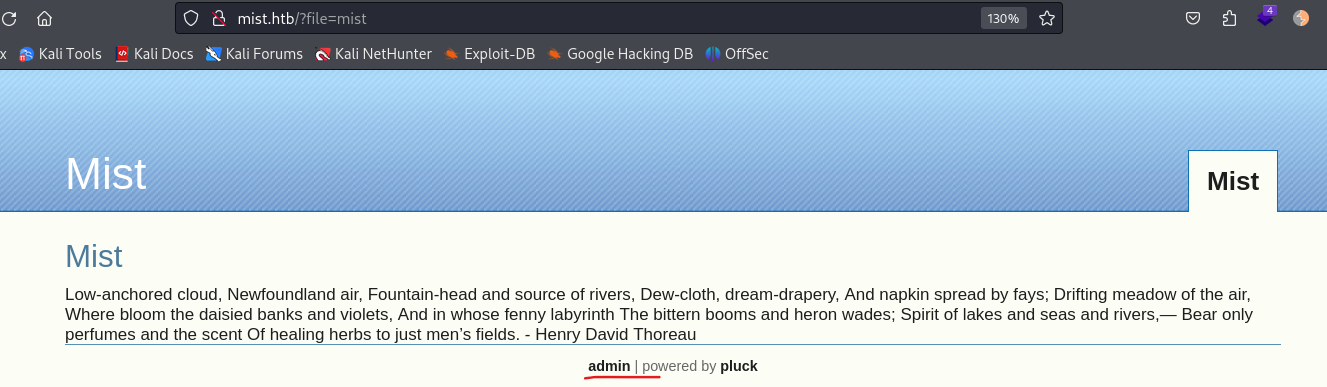 mist.htb/?file=mist
130%
4
x
Kali Tools
Kali Docs
Kali Forums
Kali NetHunter
Exploit-DB
Google Hacking DB
OffSec
Mist
Mist
Mist
Low-anchored cloud, Newfoundland air, Fountain-head and source of rivers, Dew-cloth, dream-drapery, And napkin spread by fays; Drifting meadow of the air,
Where bloom the daisied banks and violets, And in whose fenny labyrinth The bittern booms and heron wades; Spirit of lakes and seas and rivers,— Bear only
perfumes and the scent Of healing herbs to just men’s fields. - Henry David Thoreau
admin | powered by pluck